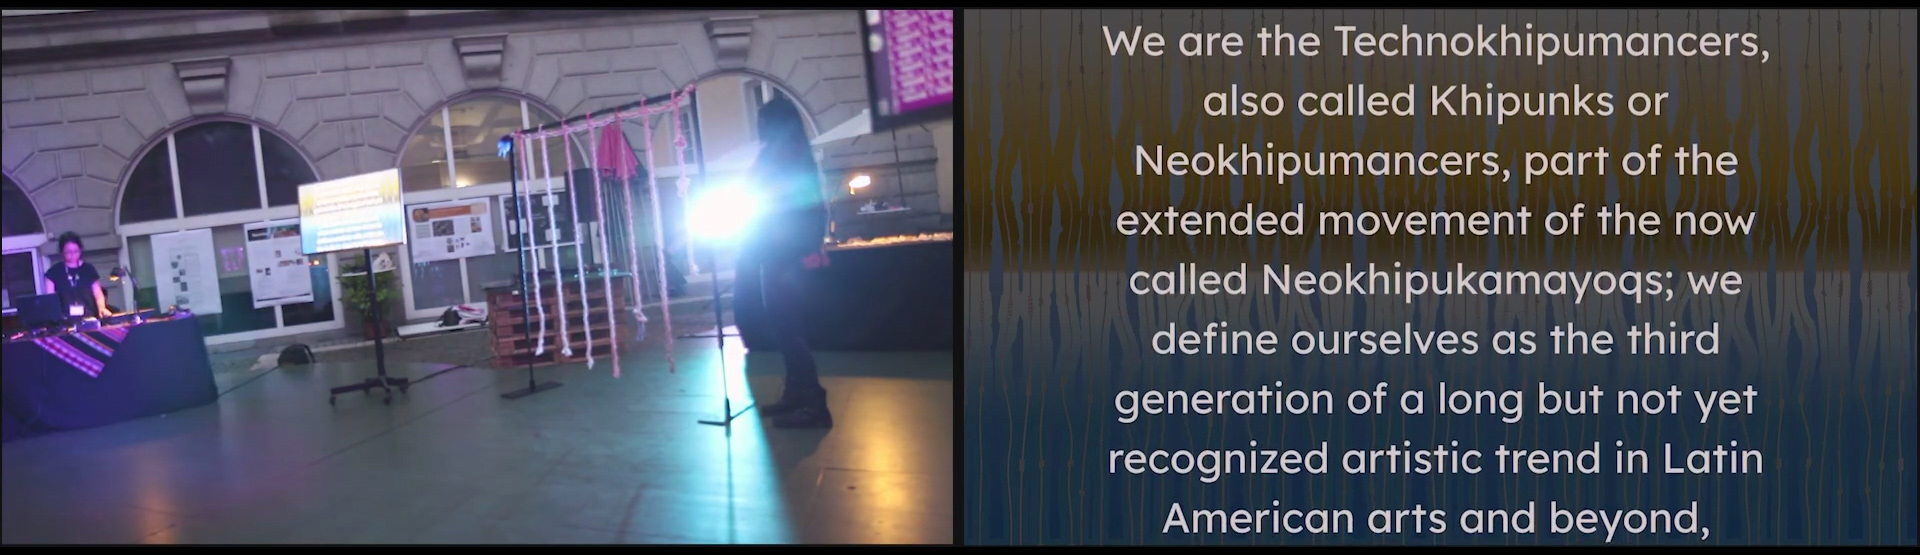 We are the Technokhipumancers,
also called Khipunks or
Neokhipumancers, part of the
extended movement of the now
called Neokhipukamayoqs; we
define ourselves as the third
generation of a long but not yet
recognized artistic trend in Latin
American arts and beyond,